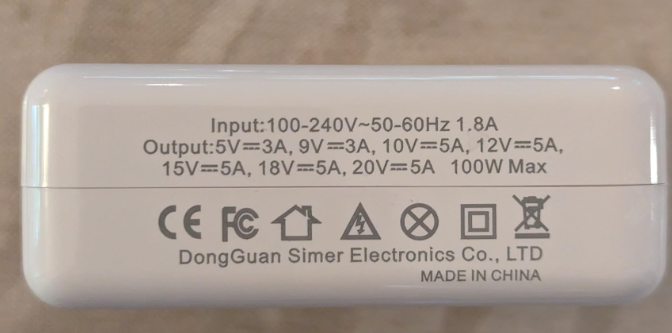 Input:100-240V~50-60Hz 1.8A
Output:5V⎓3A, 9V⎓3A, 10V⎓5A, 12V⎓5A,
15V⎓5A, 18V⎓5A, 20V⎓5A 100W Max
CE FC
DongGuan Simer Electronics Co., LTD
MADE IN CHINA